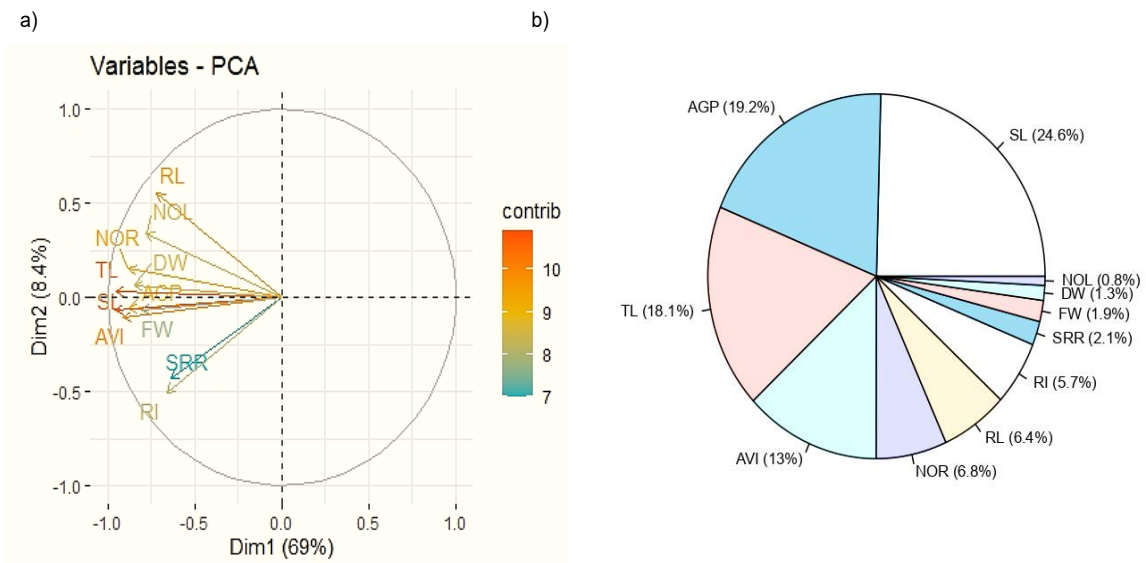 a)
b)
Variables - PCA
1.0
0.5
0.0
-0.5
-1.0
-1.0
-0.5
0.0
0.5
1.0
Dim2 (8.4%)
Dim1 (69%)
RL
NOL
NOR
DW
TL
AGP
SL
AVI
FW
SRR
RI
contrib
10
9
8
7
AGP (19.2%)
SL (24.6%)
TL (18.1%)
NOL (0.8%)
DW (1.3%)
FW (1.9%)
SRR (2.1%)
RI (5.7%)
RL (6.4%)
AVI (13%)
NOR (6.8%)